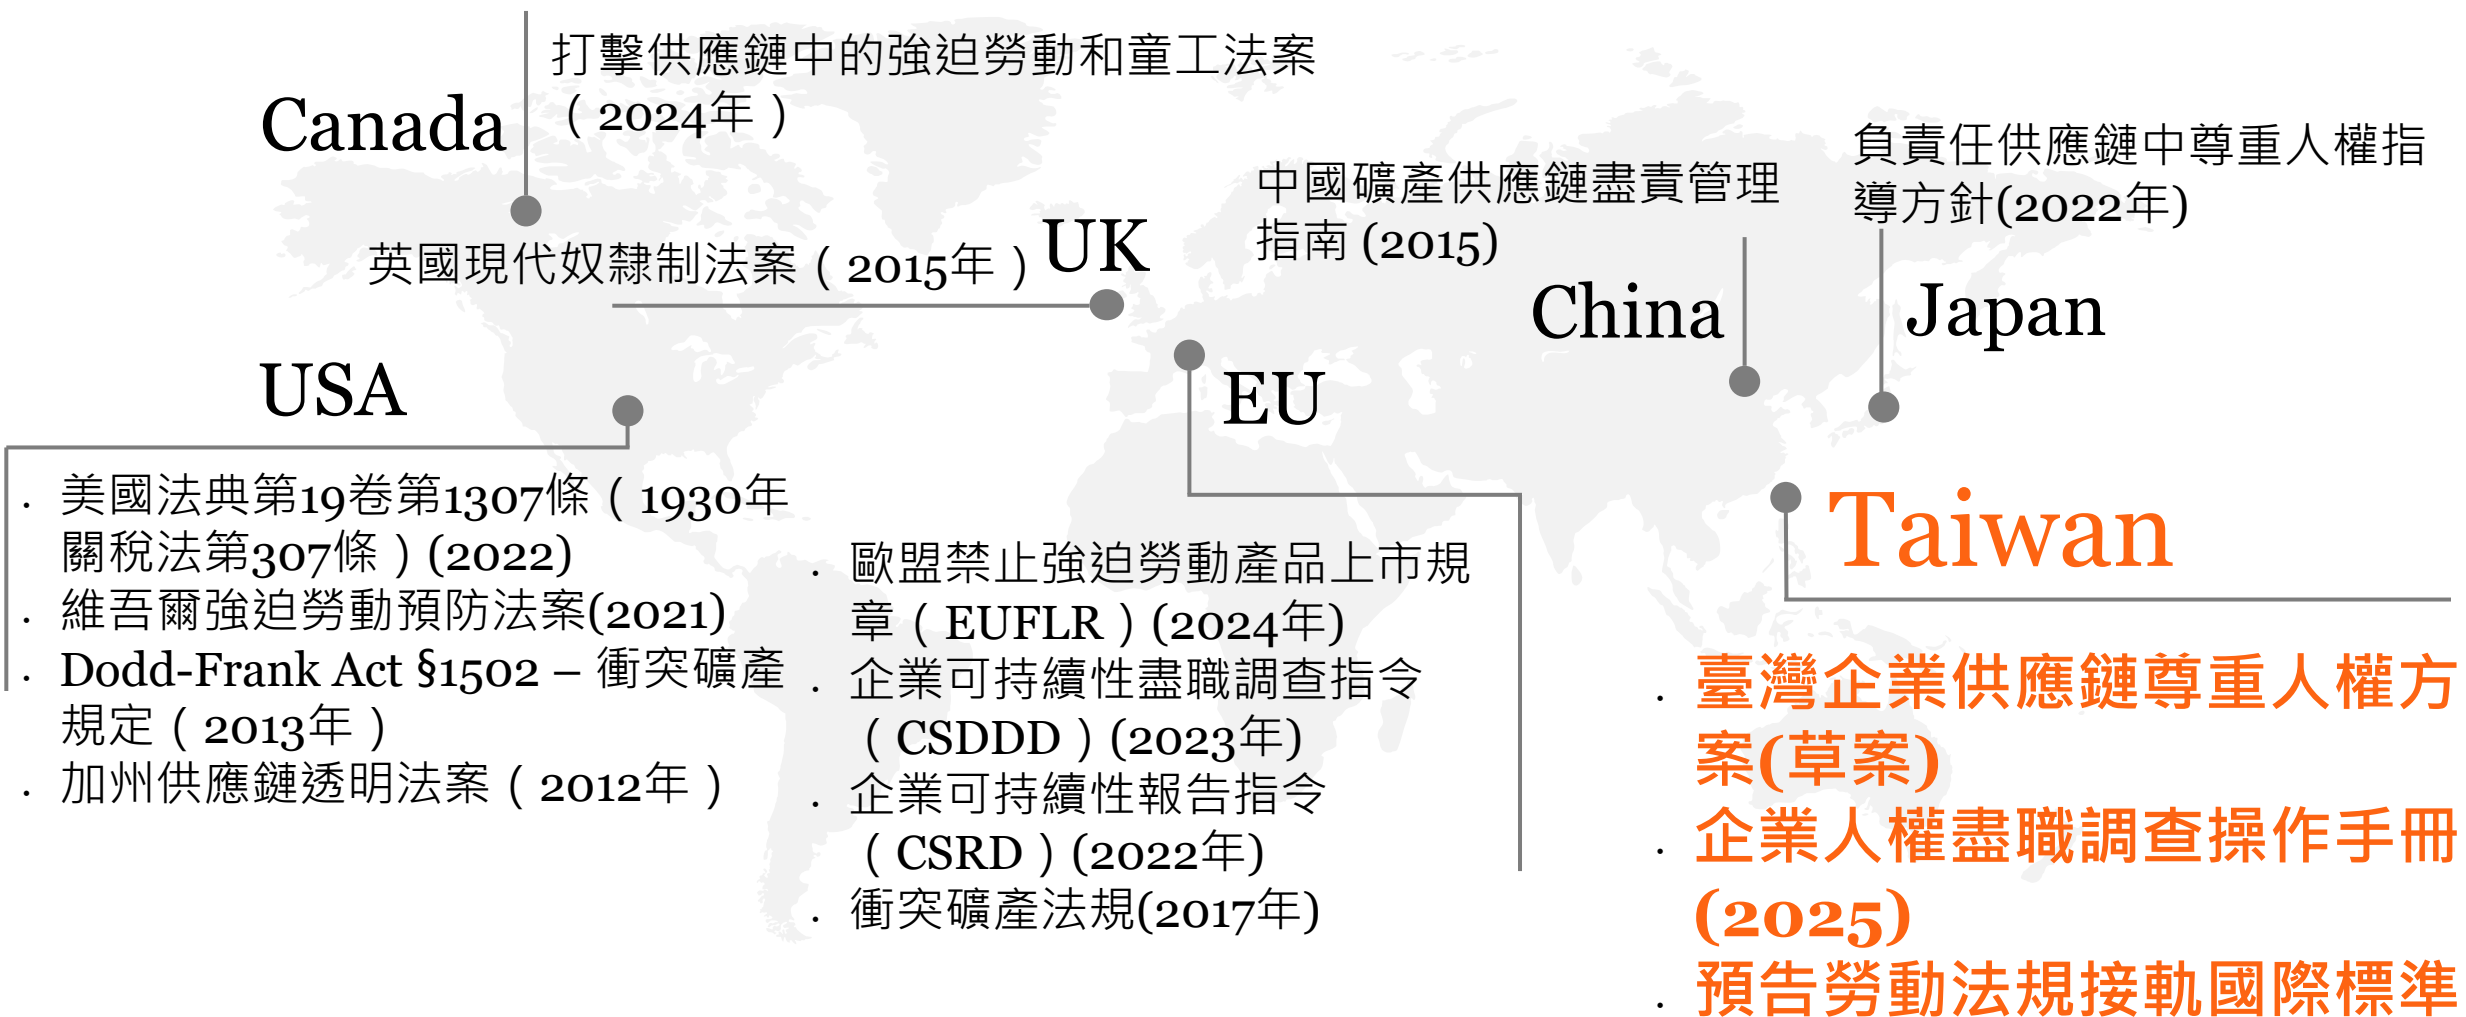 Canada
打擊供應鏈中的強迫勞動和童工法案
（2024年）
英國現代奴隸制法案（2015年）
UK
中國礦產供應鏈盡責管理
指南 (2015)
China
負責任供應鏈中尊重人權指
導方針(2022年)
Japan
USA
. 美國法典第19卷第1307條（1930年
關稅法第307條）(2022)
. 維吾爾強迫勞動預防法案(2021)
. Dodd-Frank Act §1502 – 衝突礦產
規定（2013年）
. 加州供應鏈透明法案（2012年）
EU
. 歐盟禁止強迫勞動產品上市規
章（EUFLR）(2024年)
. 企業可持續性盡職調查指令
（CSDDD）(2023年)
. 企業可持續性報告指令
（CSRD）(2022年)
. 衝突礦產法規(2017年)
Taiwan
. 臺灣企業供應鏈尊重人權方
案(草案)
. 企業人權盡職調查操作手冊
(2025)
. 預告勞動法規接軌國際標準